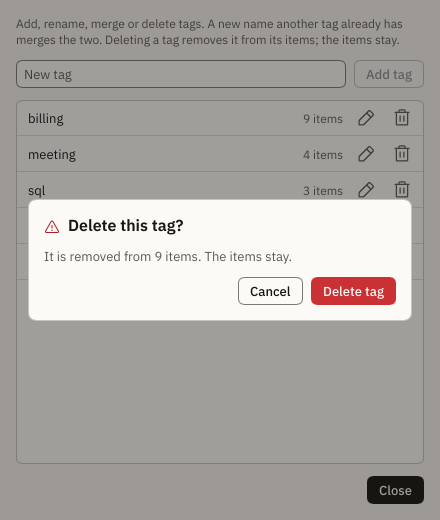 Add, rename, merge or delete tags. A new name another tag already has
merges the two. Deleting a tag removes it from its items; the items stay.
New tag
Add tag
billing 9 items
meeting 4 items
sql 3 items
Delete this tag?
It is removed from 9 items. The items stay.
Cancel Delete tag
Close